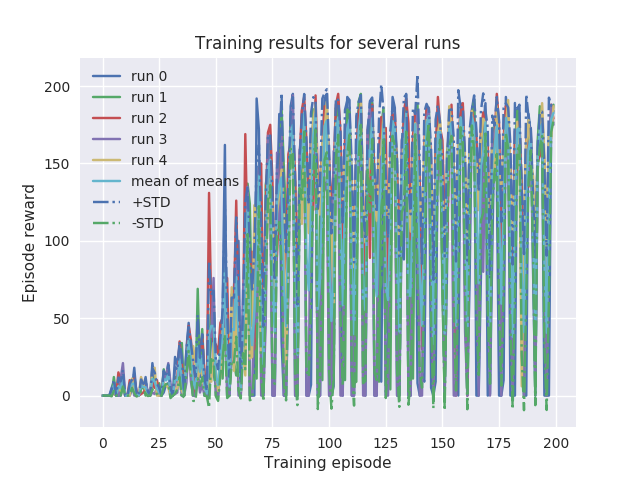 Training results for several runs
run 0
run 1
run 2
run 3
run 4
mean of means
+STD
-STD
Episode reward
200
150
100
50
0
0 25 50 75 100 125 150 175 200
Training episode